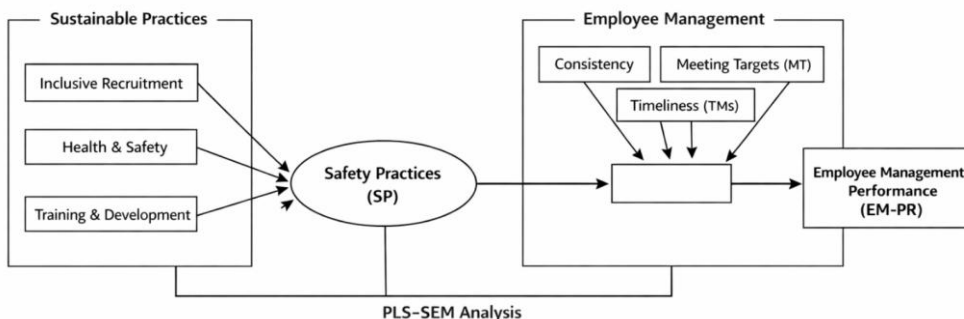 Sustainable Practices
Inclusive Recruitment
Health & Safety
Training & Development
Safety Practices
(SP)
Employee Management
Consistency
Meeting Targets (MT)
Timeliness (TMs)
Employee Management
Performance
(EM-PR)
PLS-SEM Analysis